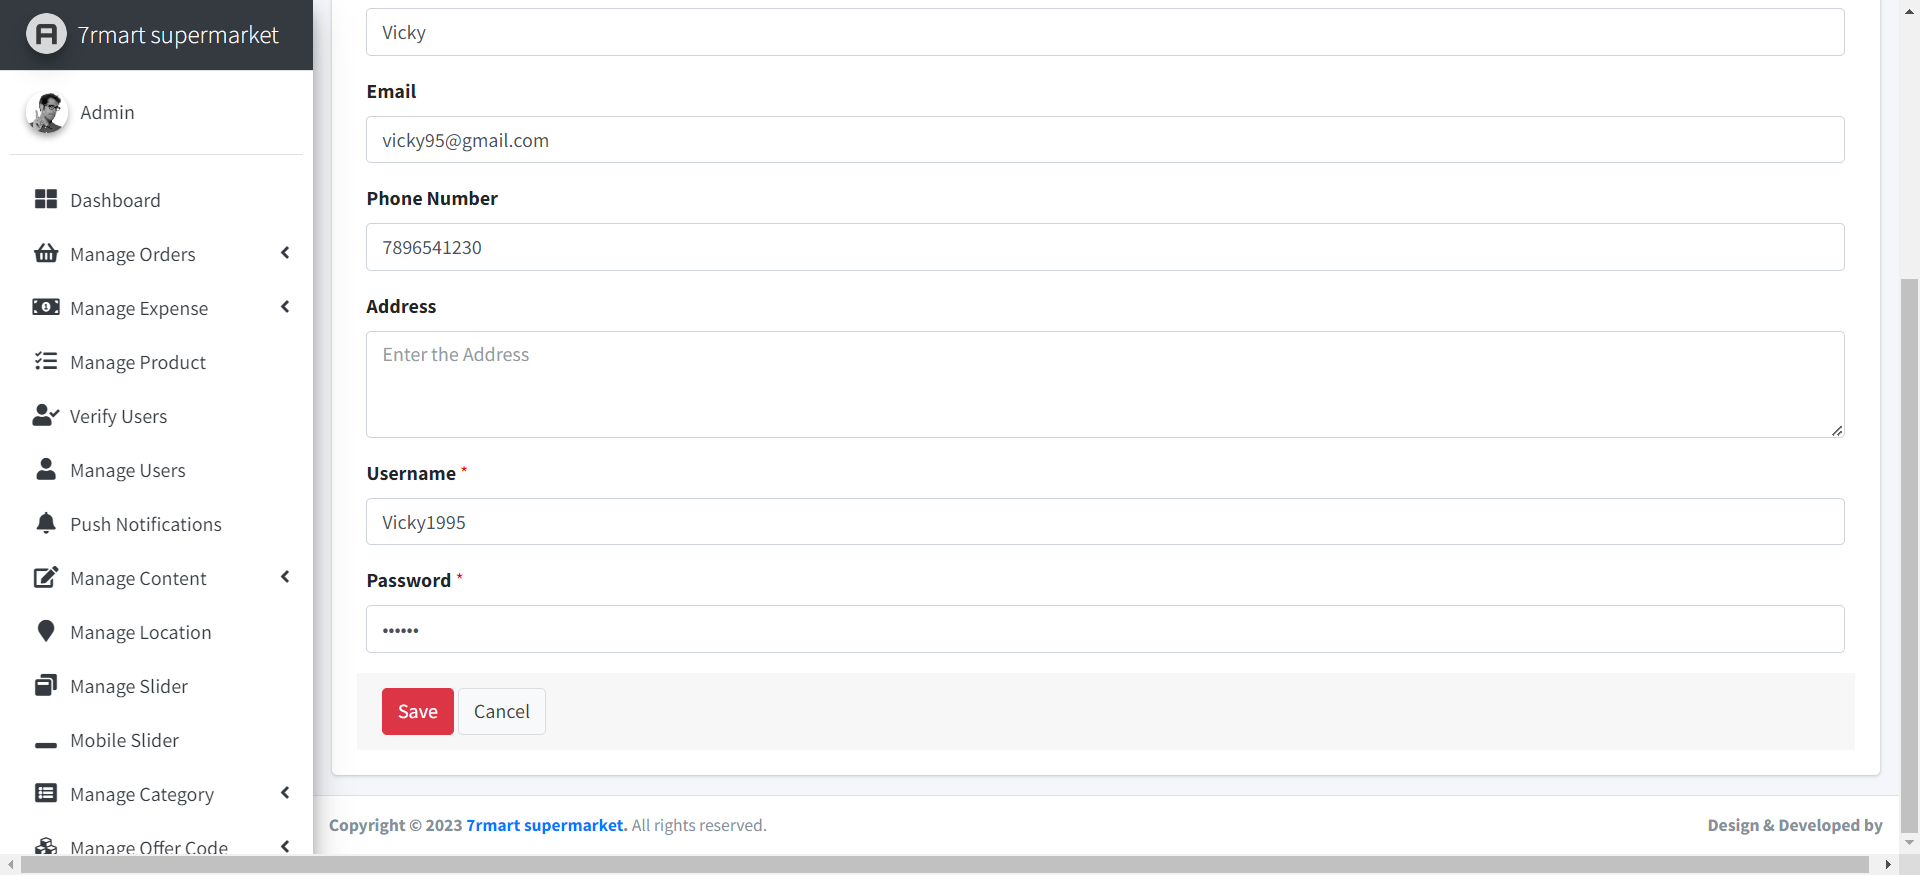 7rmart supermarket
Admin
Dashboard
Manage Orders
Manage Expense
Manage Product
Verify Users
Manage Users
Push Notifications
Manage Content
Manage Location
Manage Slider
Mobile Slider
Manage Category
Manage Offer Code
Vicky
Email
vicky95@gmail.com
Phone Number
7896541230
Address
Enter the Address
Username *
Vicky1995
Password *
••••••
Save Cancel
Copyright © 2023 7rmart supermarket. All rights reserved.
Design & Developed by